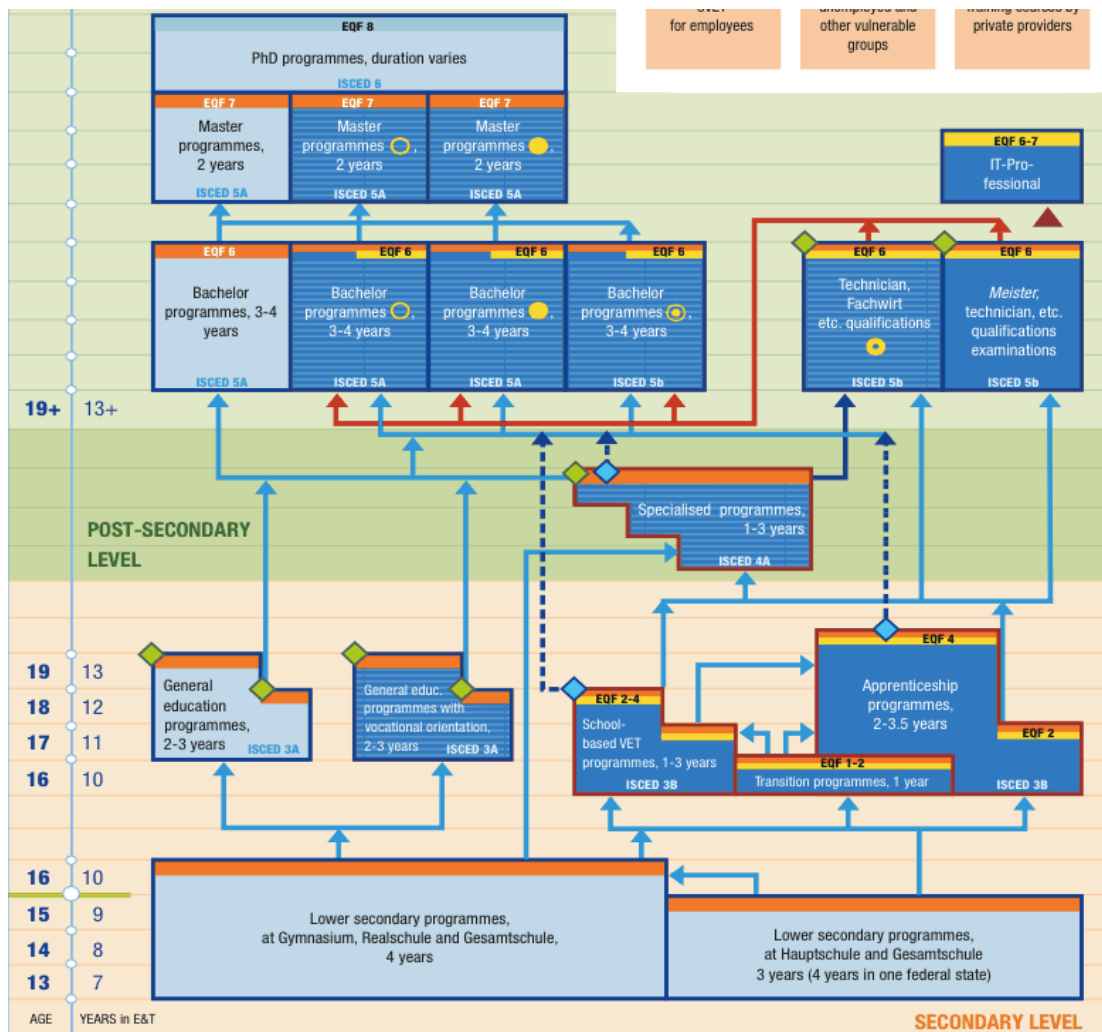 for employees
unemployed and
other vulnerable
groups
training courses by
private providers
EQF 8
PhD programmes, duration varies
ISCED 6
EQF 7
Master
programmes,
2 years
ISCED 5A
EQF 7
Master
programmes ,
2 years
ISCED 5A
EQF 7
Master
programmes ,
2 years
ISCED 5A
EQF 6-7
IT-Pro-
fessional
EQF 6
Bachelor
programmes, 3-4
years
ISCED 5A
EQF 6
Bachelor
programmes ,
3-4 years
ISCED 5A
EQF 6
Bachelor
programmes ,
3-4 years
ISCED 5A
EQF 6
Bachelor
programmes ,
3-4 years
ISCED 5b
EQF 6
Technician,
Fachwirt
etc. qualifications
ISCED 5b
EQF 6
Meister,
technician, etc.
qualifications
examinations
ISCED 5b
19+ 13+
POST-SECONDARY
LEVEL
Specialised programmes,
1-3 years
ISCED 4A
19 13
18 12
17 11
16 10
General
education
programmes,
2-3 years
ISCED 3A
General educ.
programmes with
vocational orientation,
2-3 years
ISCED 3A
EQF 2-4
School-
based VET
programmes, 1-3 years
ISCED 3B
EQF 4
Apprenticeship
programmes,
2-3.5 years
EQF 2
ISCED 3B
EQF 1-2
Transition programmes, 1 year
16 10
15 9
14 8
13 7
Lower secondary programmes,
at Gymnasium, Realschule and Gesamtschule,
4 years
Lower secondary programmes,
at Hauptschule and Gesamtschule
3 years (4 years in one federal state)
AGE YEARS in E&T
SECONDARY LEVEL